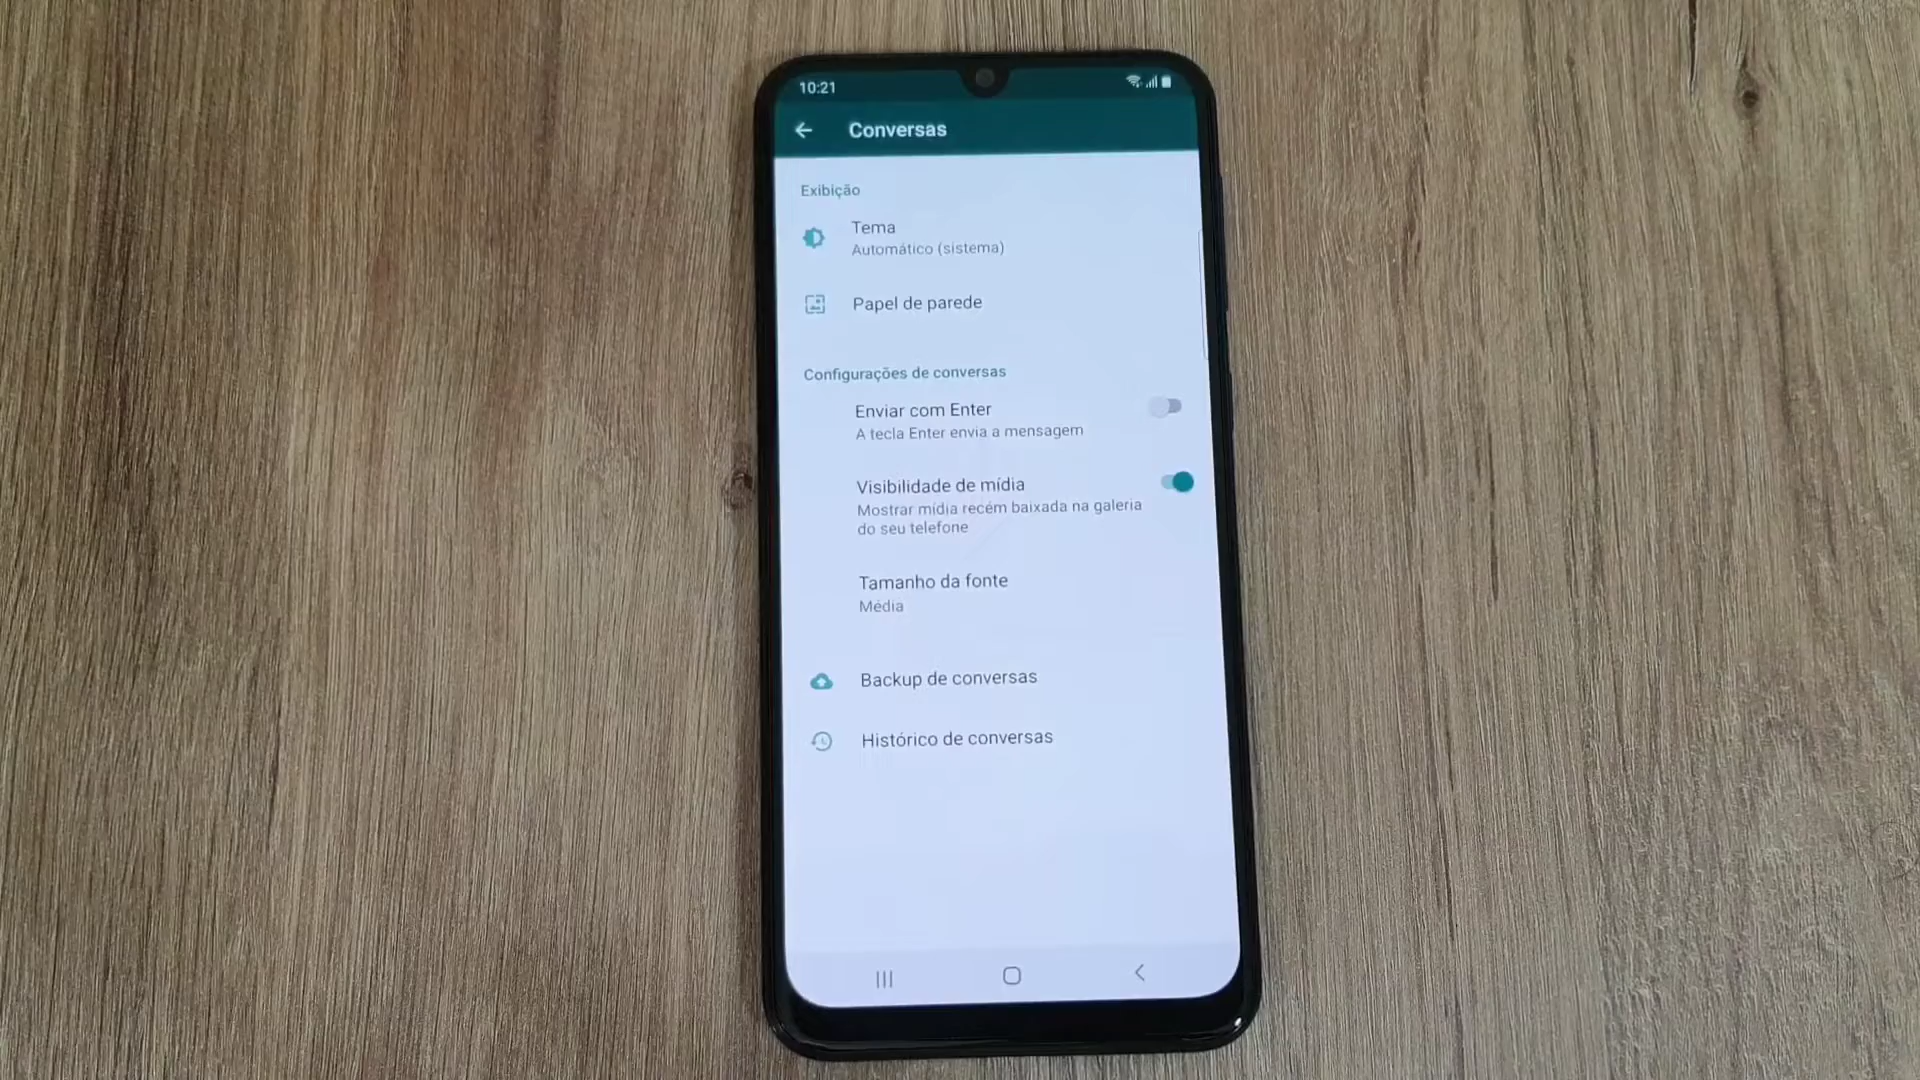 10:21
Conversas
Exibição
Tema
Automático (sistema)
Papel de parede
Configurações de conversas
Enviar com Enter
A tecla Enter envia a mensagem
Visibilidade de mídia
Mostrar mídia recém baixada na galeria
do seu telefone
Tamanho da fonte
Média
Backup de conversas
Histórico de conversas